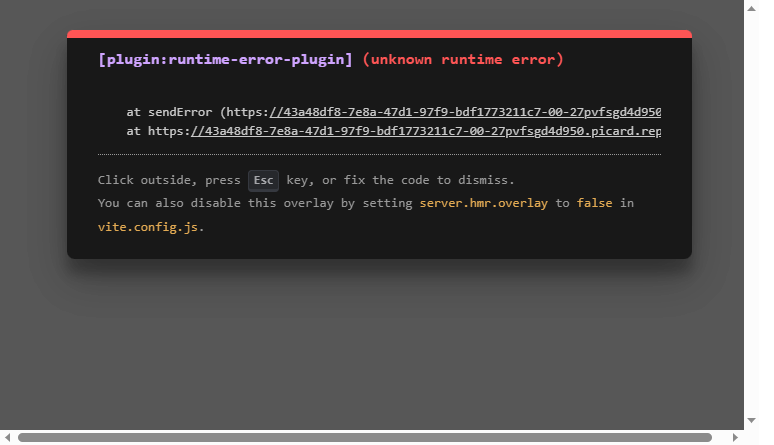 [plugin:runtime-error-plugin] (unknown runtime error)
at sendError (https://43a48df8-7e8a-47d1-97f9-bdf1773211c7-00-27pvfsgd4d950
at https://43a48df8-7e8a-47d1-97f9-bdf1773211c7-00-27pvfsgd4d950.picard.rep
Click outside, press Esc key, or fix the code to dismiss.
You can also disable this overlay by setting server.hmr.overlay to false in
vite.config.js.